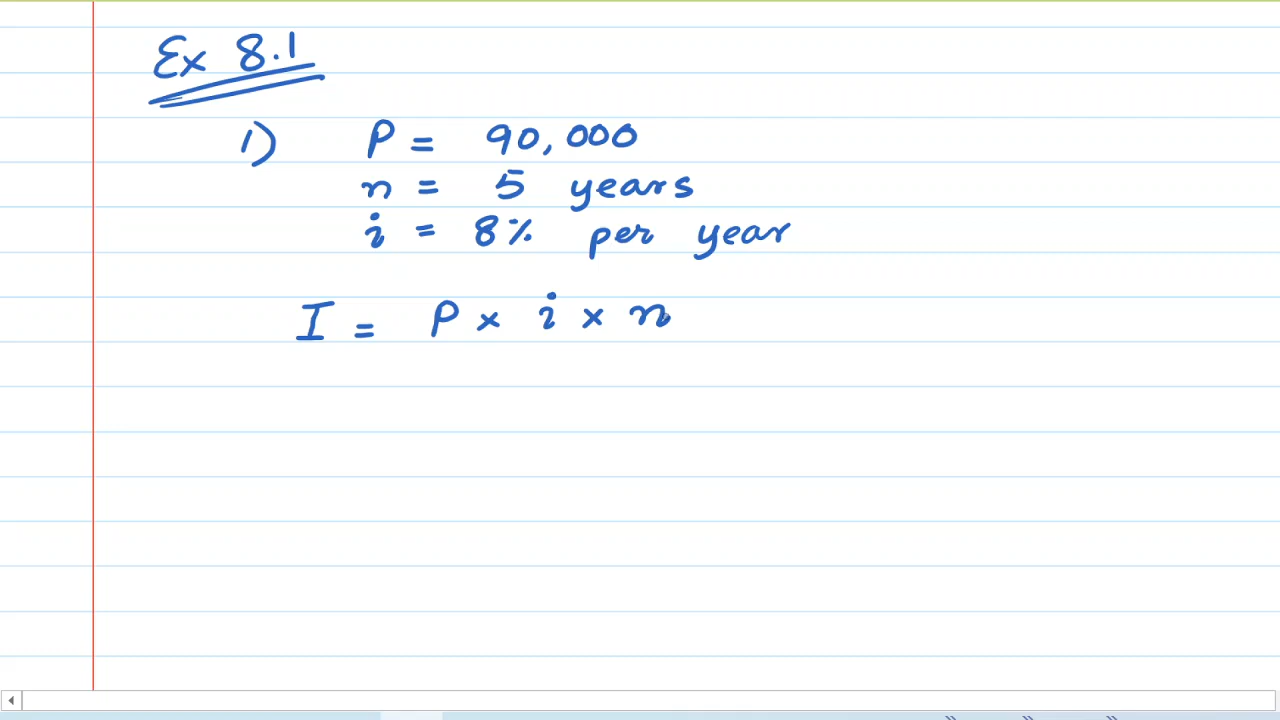 Ex 8.1
1) P = 90,000
n = 5 years
i = 8% per year
I = P × i × n